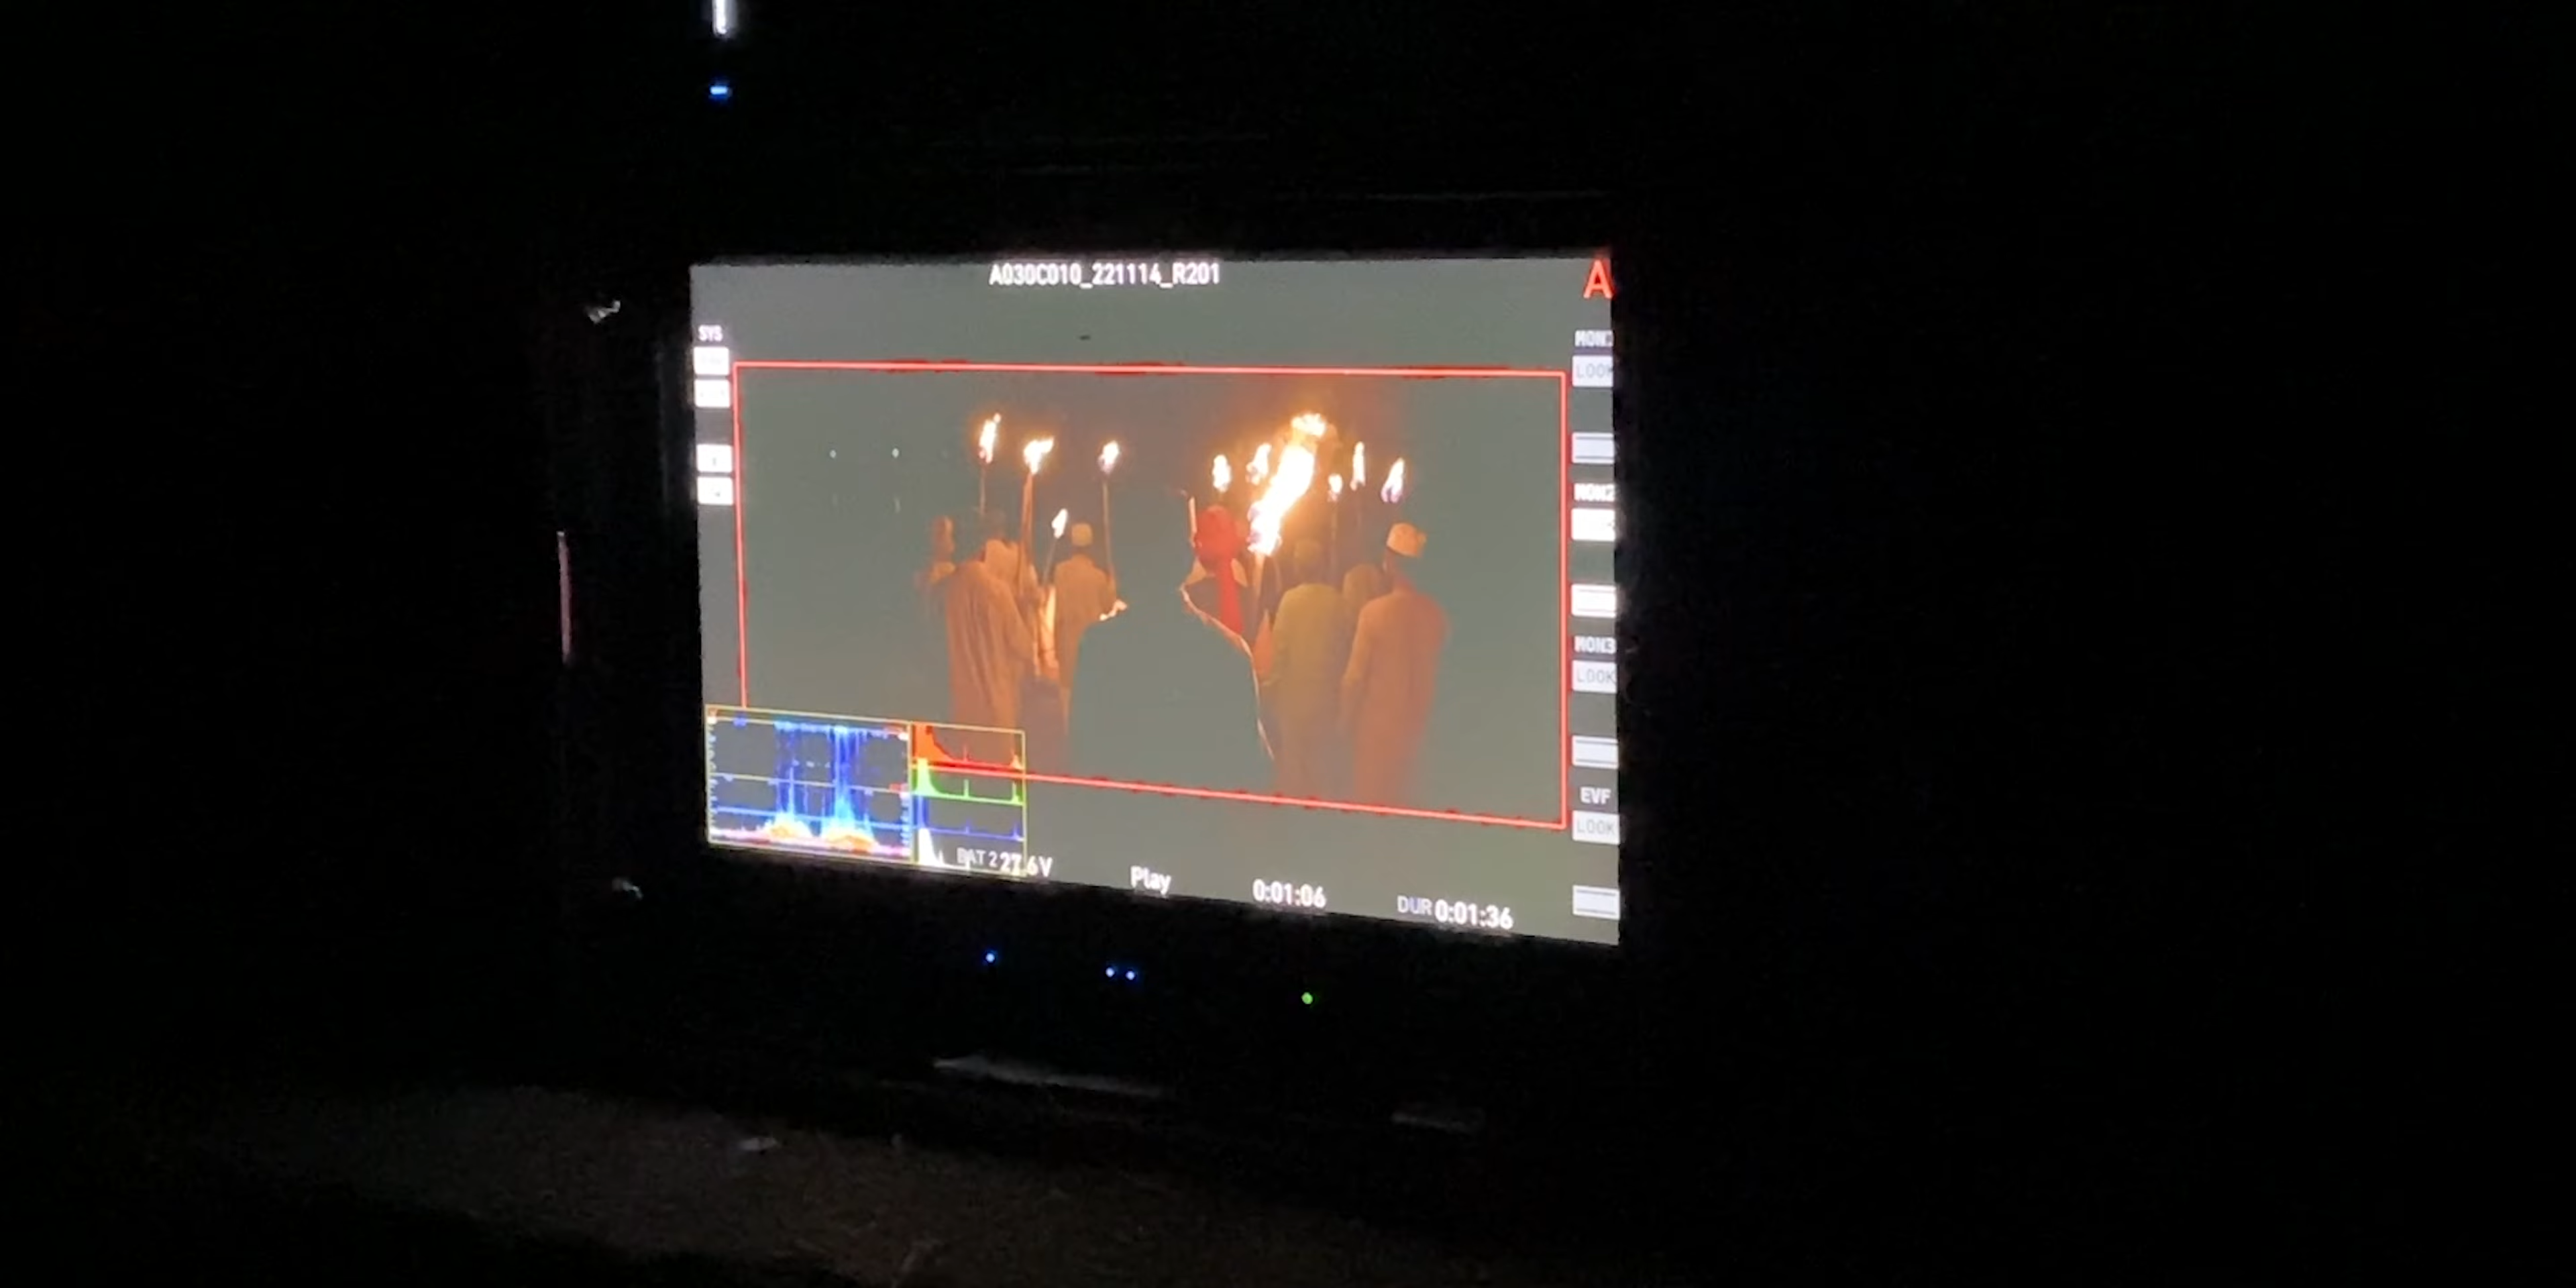 A030C010_221114_R201
A
SYS
MON1
LOOK
MON2
MON3
LOOK
EVF
LOOK
BAT 2 27.6V
Play
0:01:06
DUR 0:01:36